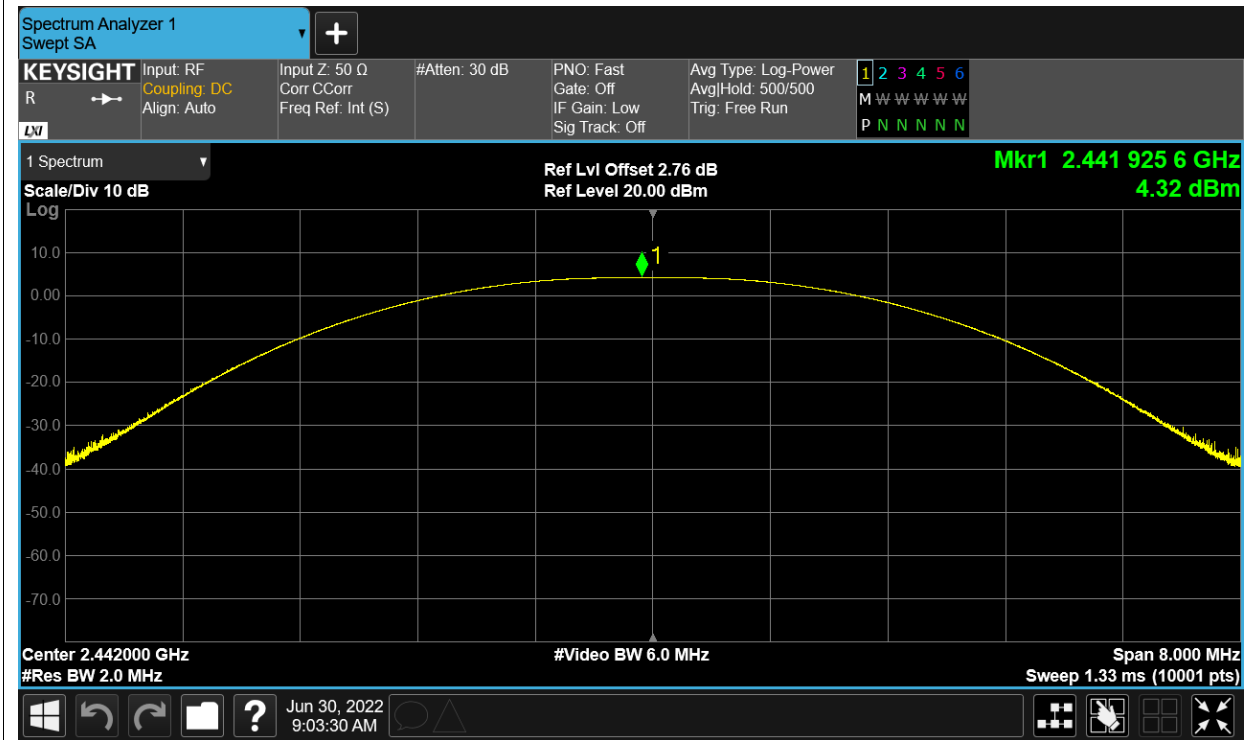 Spectrum Analyzer 1
Swept SA
KEYSIGHT
R
LXI
Input: RF
Coupling: DC
Align: Auto
Input Z: 50 Ω
Corr CCorr
Freq Ref: Int (S)
#Atten: 30 dB
PNO: Fast
Gate: Off
IF Gain: Low
Sig Track: Off
Avg Type: Log-Power
Avg|Hold: 500/500
Trig: Free Run
1 2 3 4 5 6
M W W W W W
P N N N N N
1 Spectrum
Scale/Div 10 dB
Log
Ref Lvl Offset 2.76 dB
Ref Level 20.00 dBm
Mkr1 2.441 925 6 GHz
4.32 dBm
1
10.0
0.00
-10.0
-20.0
-30.0
-40.0
-50.0
-60.0
-70.0
Center 2.442000 GHz
#Res BW 2.0 MHz
#Video BW 6.0 MHz
Span 8.000 MHz
Sweep 1.33 ms (10001 pts)
?
Jun 30, 2022
9:03:30 AM